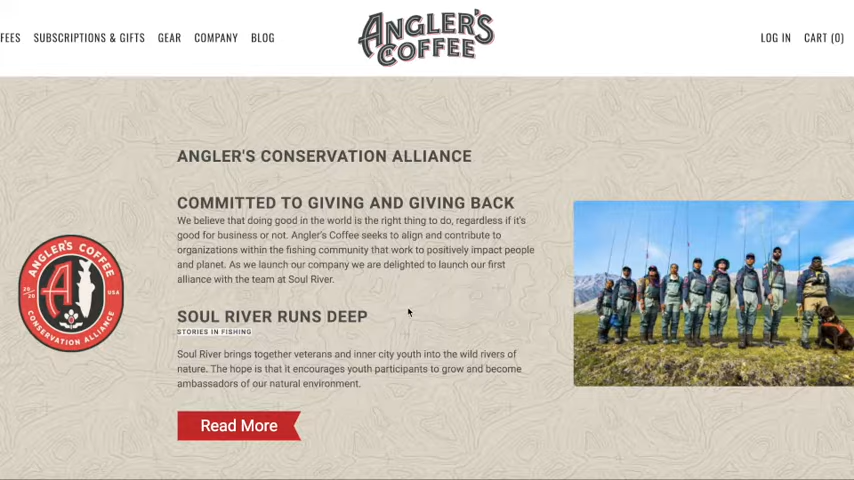 FEES SUBSCRIPTIONS & GIFTS GEAR COMPANY BLOG
ANGLER'S
COFFEE
LOG IN CART (0)
ANGLER'S CONSERVATION ALLIANCE
COMMITTED TO GIVING AND GIVING BACK
We believe that doing good in the world is the right thing to do, regardless if it's
good for business or not. Angler's Coffee seeks to align and contribute to
organizations within the fishing community that work to positively impact people
and planet. As we launch our company we are delighted to launch our first
alliance with the team at Soul River.
ANGLER'S COFFEE
20/20 A USA
CONSERVATION ALLIANCE
SOUL RIVER RUNS DEEP
STORIES IN FISHING
Soul River brings together veterans and inner city youth into the wild rivers of
nature. The hope is that it encourages youth participants to grow and become
ambassadors of our natural environment.
Read More